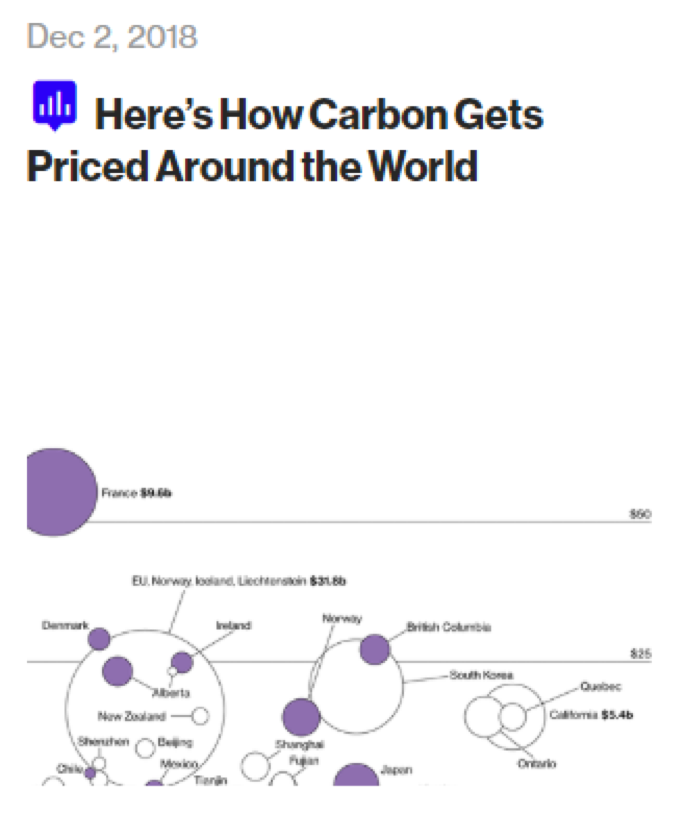 Dec 2, 2018
Here's How Carbon Gets
Priced Around the World
France $9.6b
$50
EU, Norway, Iceland, Liechtenstein $31.8b
Denmark
Ireland
Norway
British Columbia
$25
South Korea
Alberta
Quebec
New Zealand
California $5.4b
Shenzhen
Beijing
Shanghai
Mexico
Fujian
Ontario
Chile
Tianjin
Japan